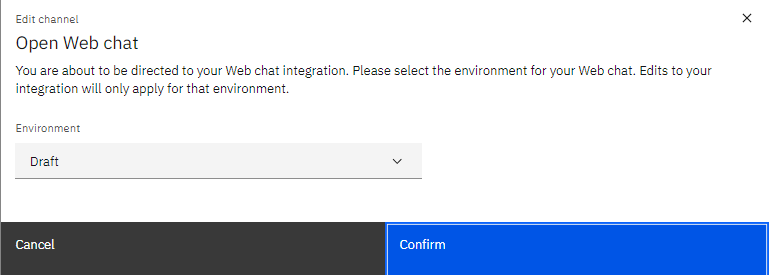 Edit channel
Open Web chat
You are about to be directed to your Web chat integration. Please select the environment for your Web chat. Edits to your
integration will only apply for that environment.
Environment
Draft
Cancel
Confirm